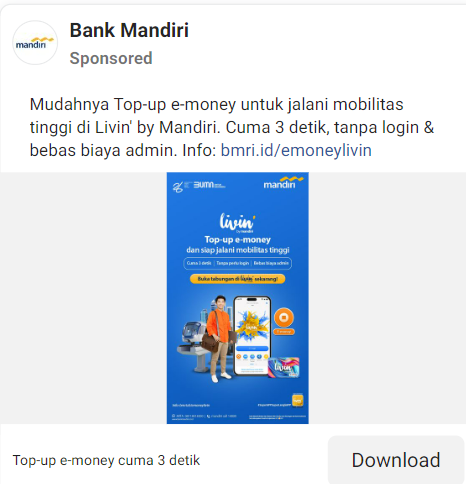 mandiri
Bank Mandiri
Sponsored
Mudahnya Top-up e-money untuk jalani mobilitas
tinggi di Livin' by Mandiri. Cuma 3 detik, tanpa login &
bebas biaya admin. Info: bmri.id/emoneylivin
BUMN
mandiri
livin'
by mandiri
Top-up e-money
dan siap jalani mobilitas tinggi
Cuma 3 detik | Tanpa perlu login | Bebas biaya admin
Buka tabungan di livin' sekarang!
livin'
Top-up e-money cuma 3 detik
Download